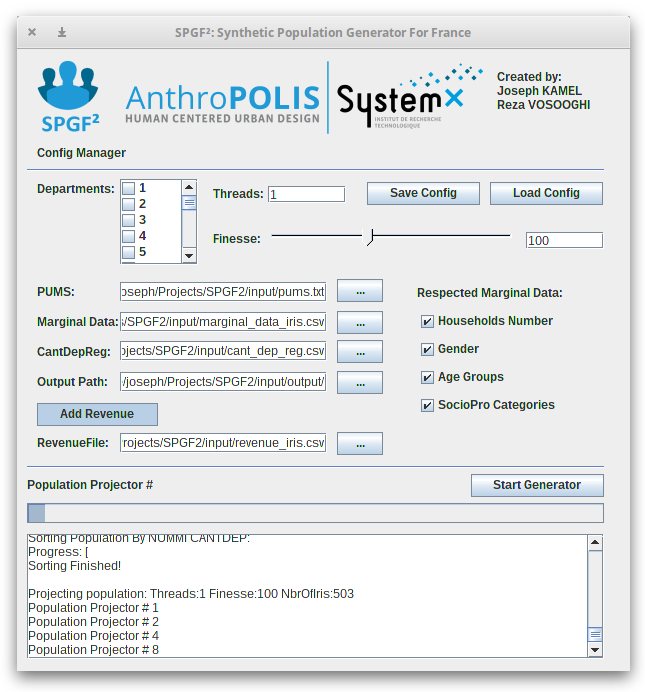 SPGF²: Synthetic Population Generator For France
SPGF²
AnthroPOLIS
HUMAN CENTERED URBAN DESIGN
SystemX
INSTITUT DE RECHERCHE
TECHNOLOGIQUE
Created by:
Joseph KAMEL
Reza VOSOOGHI
Config Manager
Departments:
1
2
3
4
5
Threads: 1
Save Config
Load Config
Finesse:
100
PUMS: joseph/Projects/SPGF2/input/pums.txt ...
Marginal Data: s/SPGF2/input/marginal_data_iris.csv ...
CantDepReg: ojects/SPGF2/input/cant_dep_reg.csv ...
Output Path: /joseph/Projects/SPGF2/input/output/ ...
Add Revenue
RevenueFile: rojects/SPGF2/input/revenue_iris.csv ...
Respected Marginal Data:
Households Number
Gender
Age Groups
SocioPro Categories
Population Projector #
Start Generator
Sorting Population By NUMMI CANTDEP:
Progress: [
Sorting Finished!
Projecting population: Threads:1 Finesse:100 NbrOfIris:503
Population Projector # 1
Population Projector # 2
Population Projector # 4
Population Projector # 8